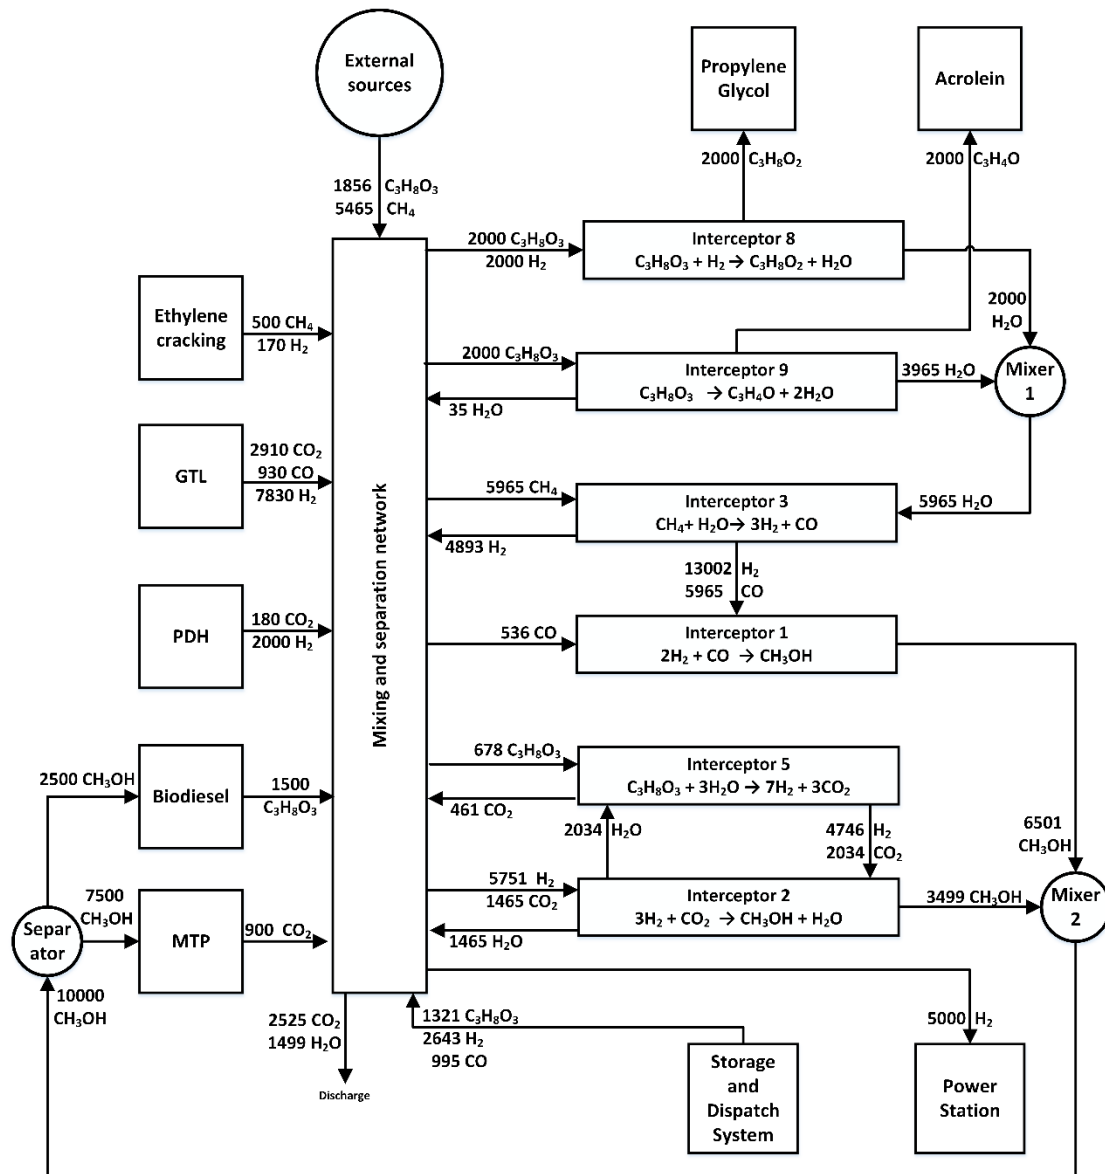 External
sources
1856 C₃H₈O₃
5465 CH₄
Propylene
Glycol
Acrolein
2000 C₃H₈O₂
2000 C₃H₄O
2000 C₃H₈O₃
2000 H₂
Interceptor 8
C₃H₈O₃ + H₂ → C₃H₈O₂ + H₂O
2000
H₂O
Ethylene
cracking
500 CH₄
170 H₂
2000 C₃H₈O₃
35 H₂O
Interceptor 9
C₃H₈O₃ → C₃H₄O + 2H₂O
3965 H₂O
Mixer
1
GTL
2910 CO₂
930 CO
7830 H₂
Mixing and separation network
5965 CH₄
4893 H₂
Interceptor 3
CH₄+ H₂O→ 3H₂ + CO
5965 H₂O
13002 H₂
5965 CO
PDH
180 CO₂
2000 H₂
536 CO
Interceptor 1
2H₂ + CO → CH₃OH
2500 CH₃OH
Biodiesel
1500
C₃H₈O₃
678 C₃H₈O₃
461 CO₂
Interceptor 5
C₃H₈O₃ + 3H₂O → 7H₂ + 3CO₂
2034 H₂O
4746 H₂
2034 CO₂
6501
CH₃OH
7500
CH₃OH
Separ
ator
MTP
900 CO₂
5751 H₂
1465 CO₂
1465 H₂O
Interceptor 2
3H₂ + CO₂ → CH₃OH + H₂O
3499 CH₃OH
Mixer
2
10000
CH₃OH
2525 CO₂
1499 H₂O
Discharge
1321 C₃H₈O₃
2643 H₂
995 CO
5000 H₂
Storage
and
Dispatch
System
Power
Station